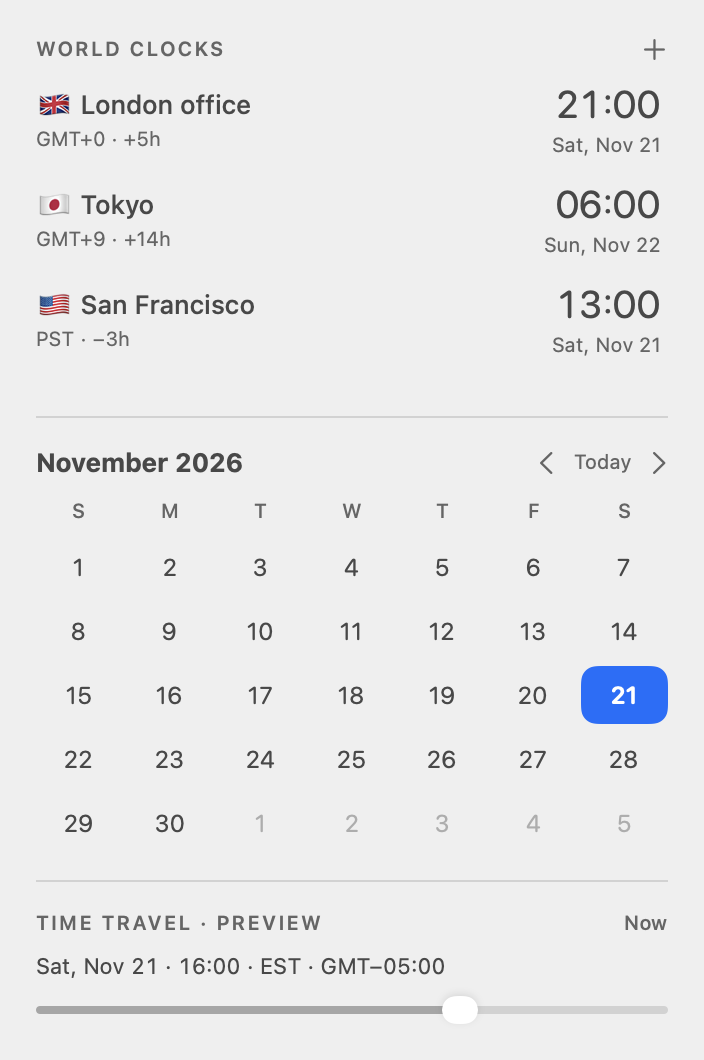 WORLD CLOCKS
London office 21:00
GMT+0 · +5h Sat, Nov 21
Tokyo 06:00
GMT+9 · +14h Sun, Nov 22
San Francisco 13:00
PST · −3h Sat, Nov 21
November 2026 Today
S M T W T F S
1 2 3 4 5 6 7
8 9 10 11 12 13 14
15 16 17 18 19 20 21
22 23 24 25 26 27 28
29 30 1 2 3 4 5
TIME TRAVEL · PREVIEW Now
Sat, Nov 21 · 16:00 · EST · GMT−05:00